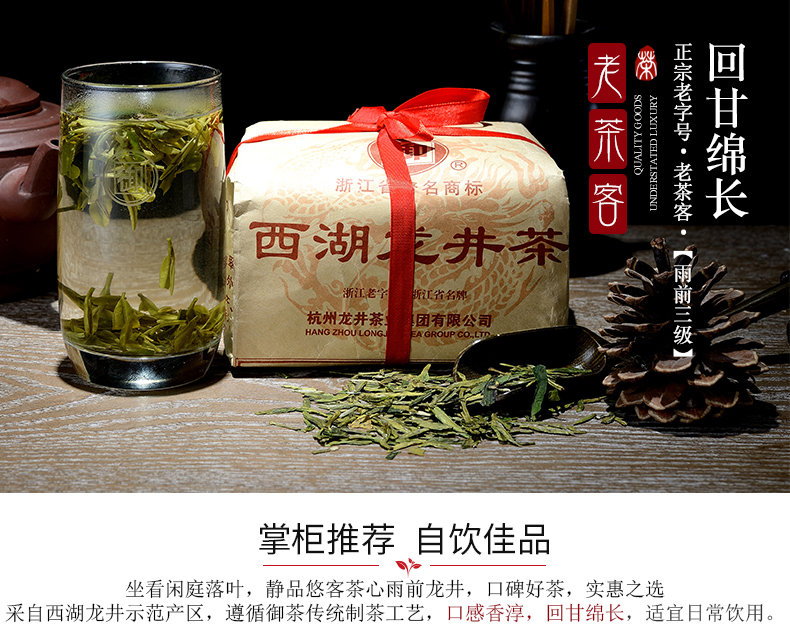 回甘绵长
正宗老字号·老茶客·【雨前三级】
茶
老茶客
QUALITY GOODS
UNDERSTATED LUXURY
御
御
®
浙江省 名商标
西湖龙井茶
浙江老字 浙江省名牌
杭州龙井茶 集团有限公司
HANG ZHOU LONGJ EA GROUP CO.,LTD.
掌柜推荐 自饮佳品
坐看闲庭落叶，静品悠客茶心雨前龙井，口碑好茶，实惠之选
采自西湖龙井示范产区，遵循御茶传统制茶工艺，口感香淳，回甘绵长，适宜日常饮用。